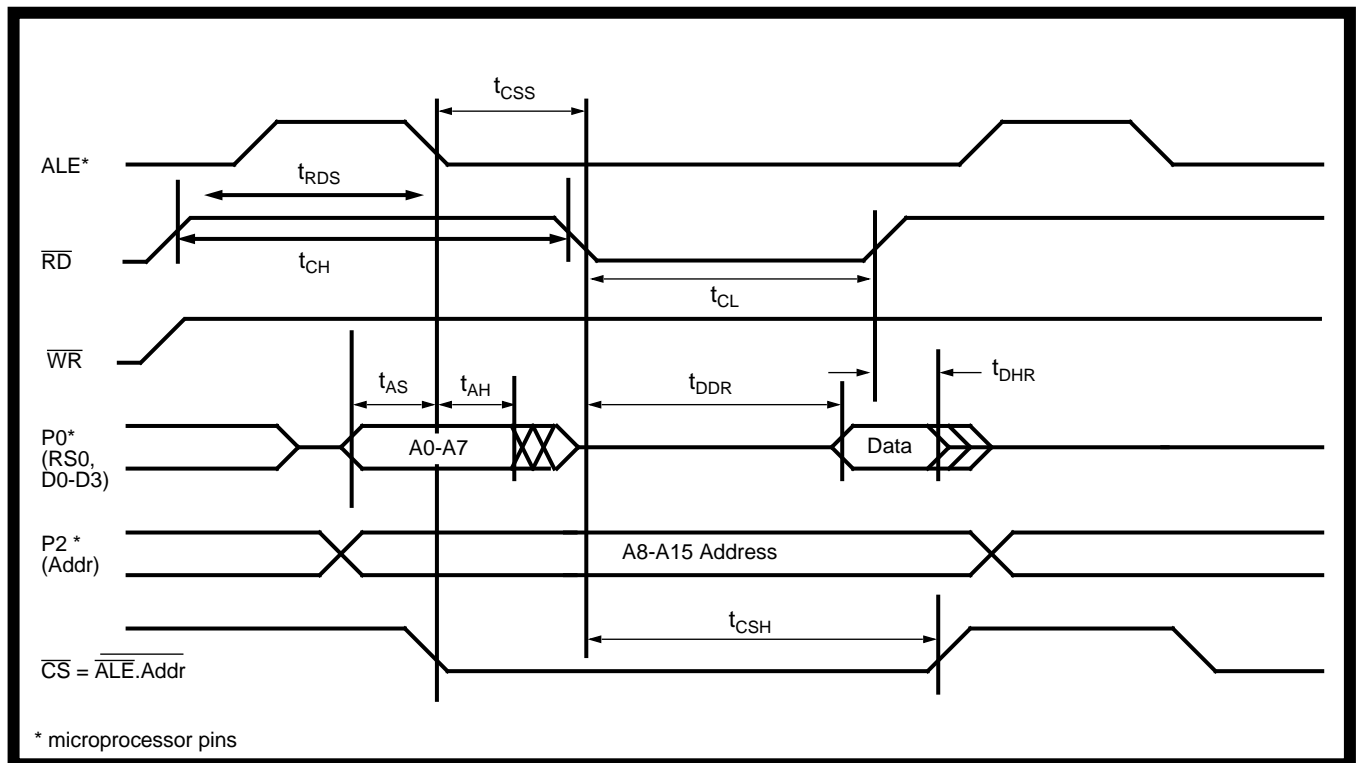 tCSS
ALE*
tRDS
RD
tCH
tCL
WR
tAS
tAH
tDDR
tDHR
P0*
(RS0,
D0-D3)
A0-A7
Data
P2 *
(Addr)
A8-A15 Address
tCSH
CS = ALE.Addr
* microprocessor pins